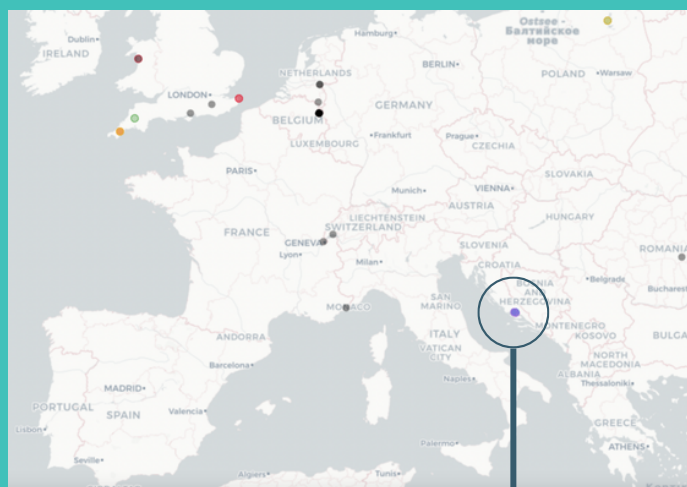 Ostsee -
Балтийское
море
Hamburg
Dublin
IRELAND
BERLIN
NETHERLANDS
POLAND
Warsaw
LONDON
GERMANY
BELGIUM
Frankfurt
Prague
LUXEMBOURG
CZECHIA
PARIS
SLOVAKIA
Munich
VIENNA
AUSTRIA
LIECHTENSTEIN
HUNGARY
SWITZERLAND
FRANCE
GENEVA
SLOVENIA
ROMANIA
Lyon
Milan
CROATIA
Belgrade
BOSNIA
AND
HERZEGOVINA
Buchares
SAN
MARINO
MONACO
MONTENEGRO
ITALY
KOSOVO
BULGA
ANDORRA
VATICAN
CITY
NORTH
MACEDONIA
Barcelona
ALBANIA
Naples
Thessaloniki
MADRID
PORTUGAL
SPAIN
Valencia
GREECE
Lisbon
Palermo
ATHENS
Seville
Algiers
Tunis